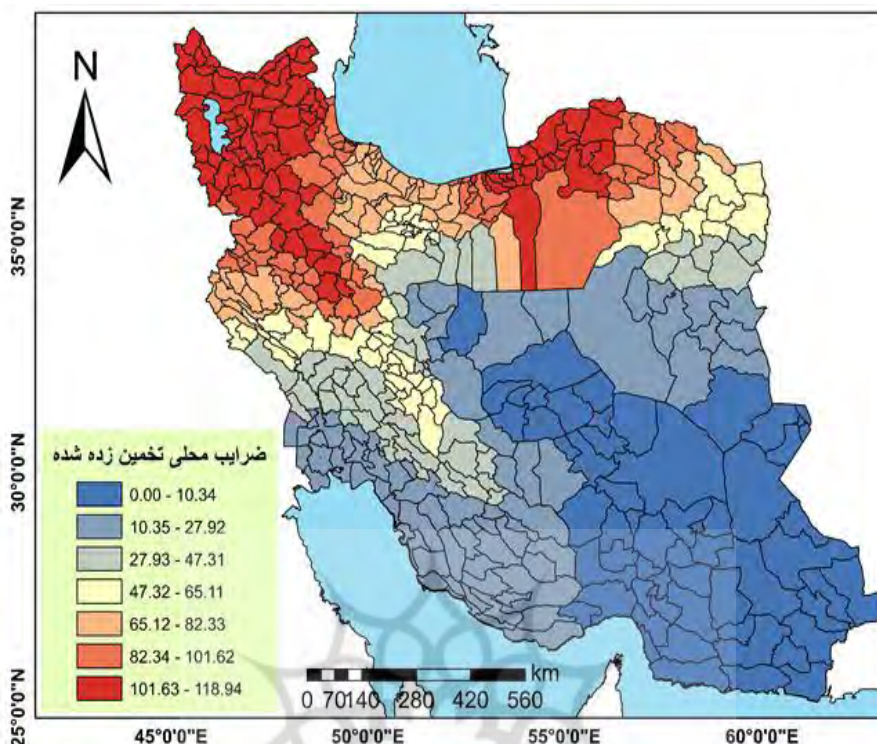 N
35°0'0"N
30°0'0"N
25°0'0"N
ضرایب محلی تخمین زده شده
0.00 - 10.34
10.35 - 27.92
27.93 - 47.31
47.32 - 65.11
65.12 - 82.33
82.34 - 101.62
101.63 - 118.94
km
0 70 140 280 420 560
45°0'0"E 50°0'0"E 55°0'0"E 60°0'0"E